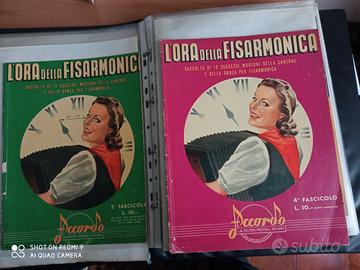 L'ORA DELLA FISARMONICA
RACCOLTA DI 10 SUCCESSI MODERNI DELLA CANZONE
E DELLA DANZA PER FISARMONICA
3° FASCICOLO
L. 10.-
Accordo
L'ORA DELLA FISARMONICA
RACCOLTA DI 10 SUCCESSI MODERNI DELLA CANZONE
E DELLA DANZA PER FISARMONICA
4° FASCICOLO
L. 10.-
Accordo
SHOT ON REDMI 9
AI QUAD CAMERA
subito